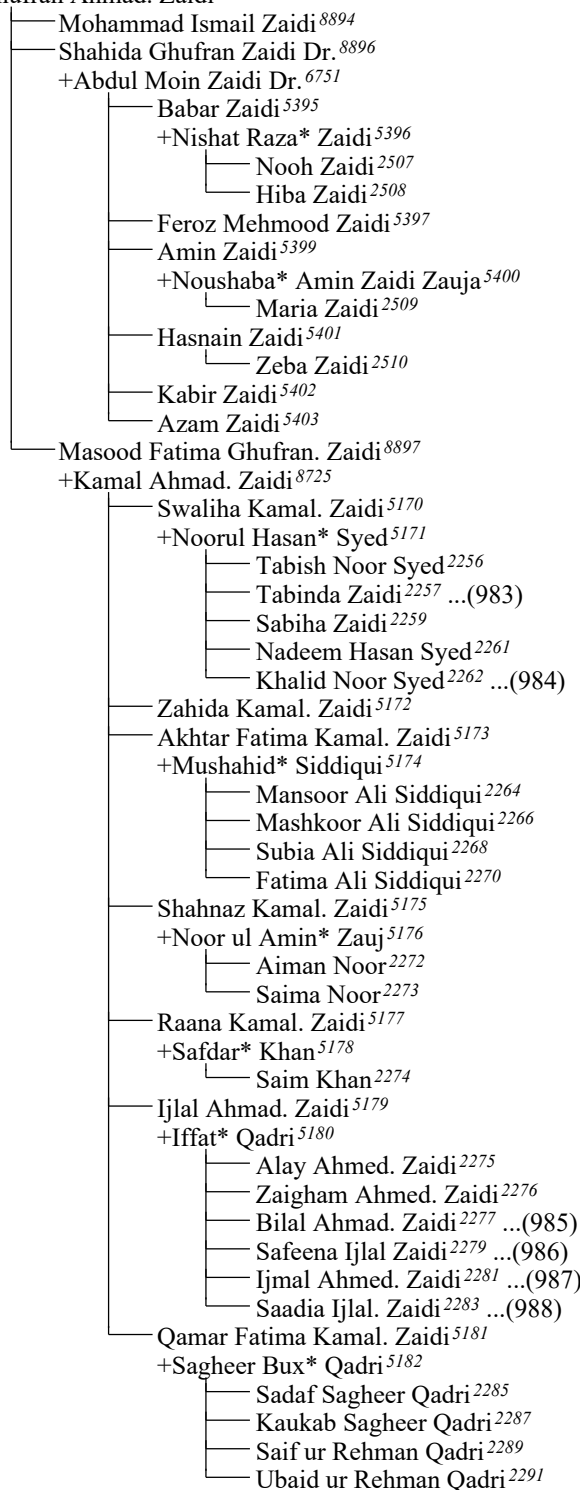 Mohammad Ismail Zaidi 8894
Shahida Ghufran Zaidi Dr. 8896
+Abdul Moin Zaidi Dr. 6751
Babar Zaidi 5395
+Nishat Raza* Zaidi 5396
Nooh Zaidi 2507
Hiba Zaidi 2508
Feroz Mehmood Zaidi 5397
Amin Zaidi 5399
+Noushaba* Amin Zaidi Zauja 5400
Maria Zaidi 2509
Hasnain Zaidi 5401
Zeba Zaidi 2510
Kabir Zaidi 5402
Azam Zaidi 5403
Masood Fatima Ghufran. Zaidi 8897
+Kamal Ahmad. Zaidi 8725
Swaliha Kamal. Zaidi 5170
+Noorul Hasan* Syed 5171
Tabish Noor Syed 2256
Tabinda Zaidi 2257 ...(983)
Sabiha Zaidi 2259
Nadeem Hasan Syed 2261
Khalid Noor Syed 2262 ...(984)
Zahida Kamal. Zaidi 5172
Akhtar Fatima Kamal. Zaidi 5173
+Mushahid* Siddiqui 5174
Mansoor Ali Siddiqui 2264
Mashkoor Ali Siddiqui 2266
Subia Ali Siddiqui 2268
Fatima Ali Siddiqui 2270
Shahnaz Kamal. Zaidi 5175
+Noor ul Amin* Zauj 5176
Aiman Noor 2272
Saima Noor 2273
Raana Kamal. Zaidi 5177
+Safdar* Khan 5178
Saim Khan 2274
Ijlal Ahmad. Zaidi 5179
+Iffat* Qadri 5180
Alay Ahmed. Zaidi 2275
Zaigham Ahmed. Zaidi 2276
Bilal Ahmad. Zaidi 2277 ...(985)
Safeena Ijlal Zaidi 2279 ...(986)
Ijmal Ahmed. Zaidi 2281 ...(987)
Saadia Ijlal. Zaidi 2283 ...(988)
Qamar Fatima Kamal. Zaidi 5181
+Sagheer Bux* Qadri 5182
Sadaf Sagheer Qadri 2285
Kaukab Sagheer Qadri 2287
Saif ur Rehman Qadri 2289
Ubaid ur Rehman Qadri 2291